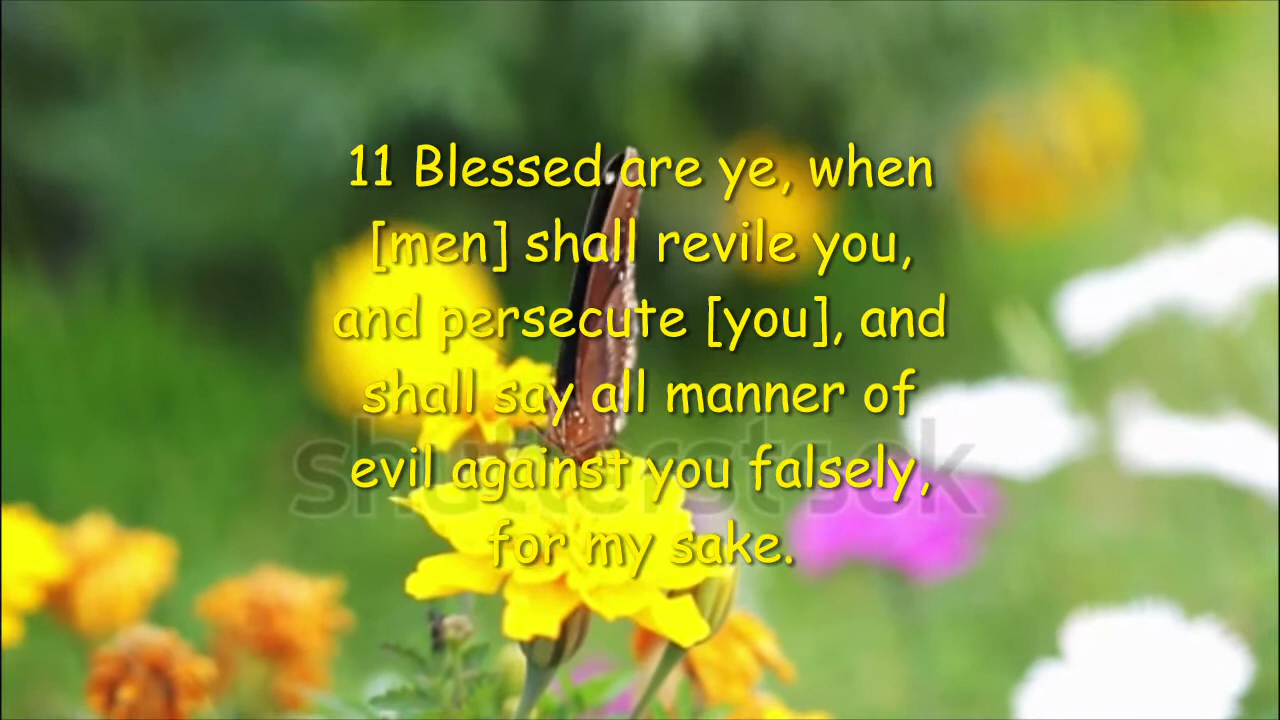 11 Blessed are ye, when
[men] shall revile you,
and persecute [you], and
shall say all manner of
evil against you falsely,
for my sake.
shutterstock